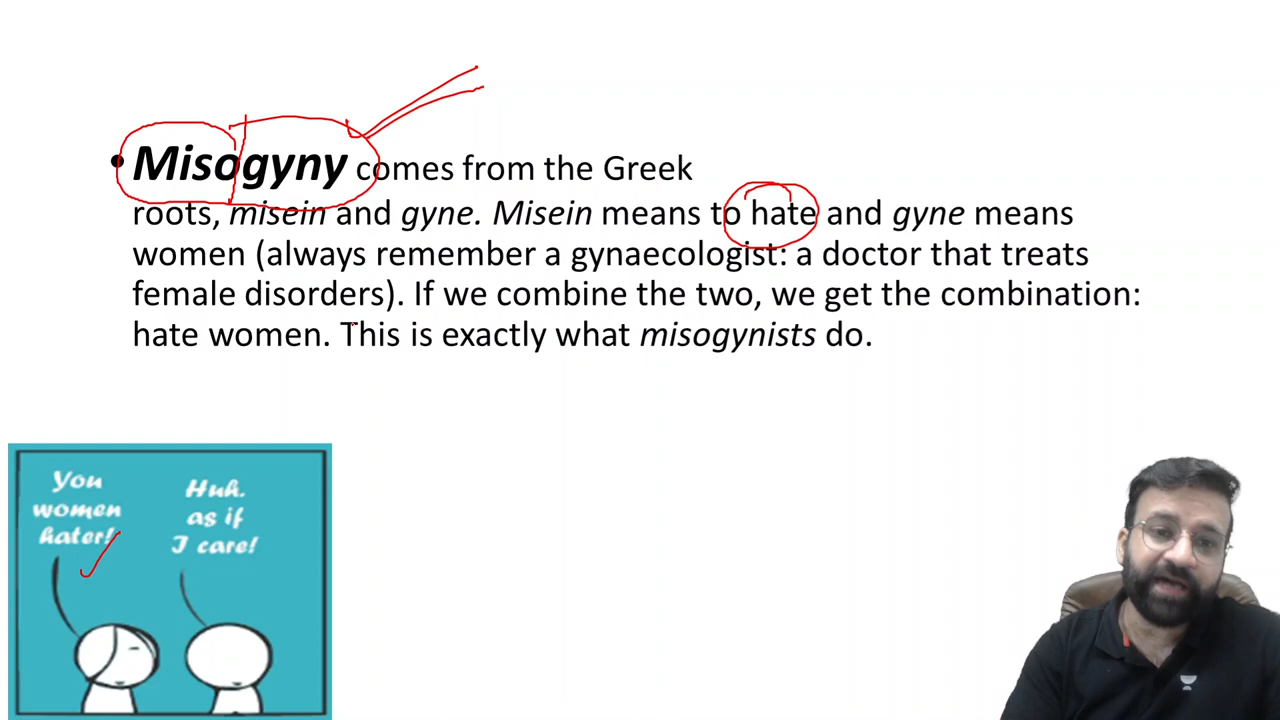 • Misogyny comes from the Greek
roots, misein and gyne. Misein means to hate and gyne means
women (always remember a gynaecologist: a doctor that treats
female disorders). If we combine the two, we get the combination:
hate women. This is exactly what misogynists do.
You
women
hater!
Huh.
as if
I care!